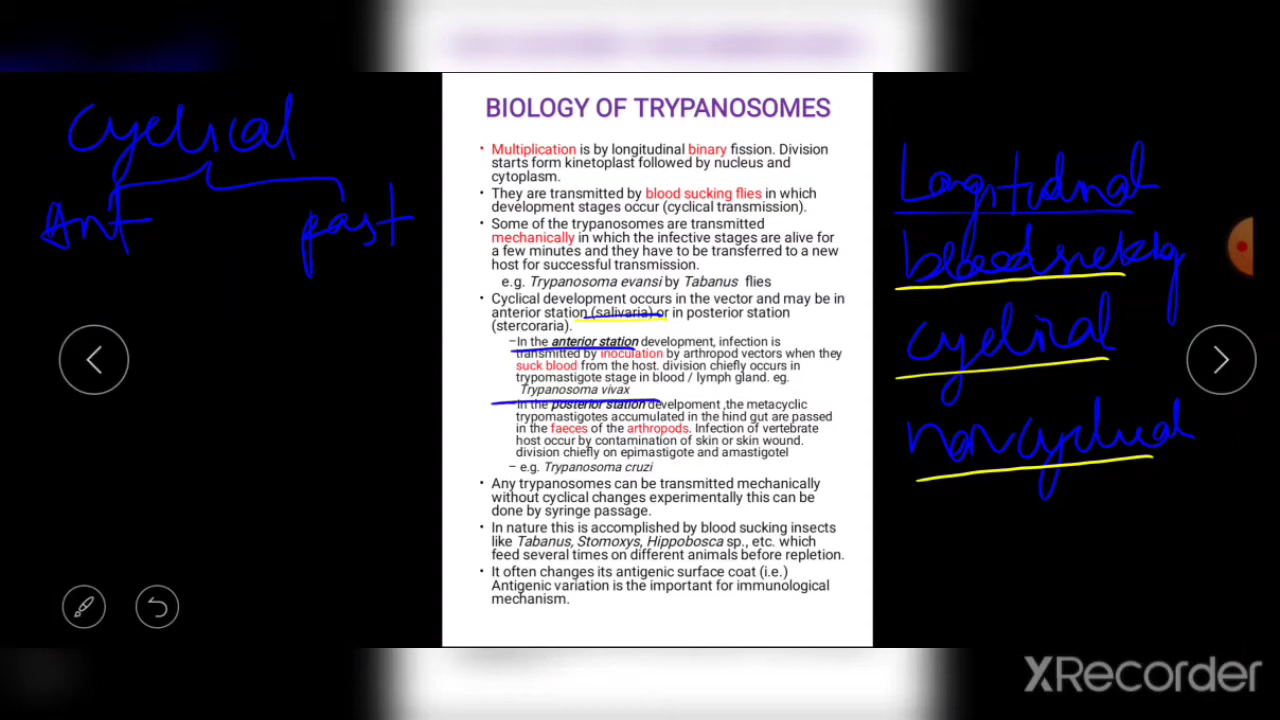 Cyclical
Ant
post
BIOLOGY OF TRYPANOSOMES
• Multiplication is by longitudinal binary fission. Division
starts form kinetoplast followed by nucleus and
cytoplasm.
• They are transmitted by blood sucking flies in which
development stages occur (cyclical transmission).
• Some of the trypanosomes are transmitted
mechanically in which the infective stages are alive for
a few minutes and they have to be transferred to a new
host for successful transmission.
e.g. Trypanosoma evansi by Tabanus flies
• Cyclical development occurs in the vector and may be in
anterior station (salivaria) or in posterior station
(stercoraria).
–In the anterior station development, infection is
transmitted by inoculation by arthropod vectors when they
suck blood from the host. division chiefly occurs in
trypomastigote stage in blood / lymph gland. eg.
Trypanosoma vivax
–In the posterior station develpoment ,the metacyclic
trypomastigotes accumulated in the hind gut are passed
in the faeces of the arthropods. Infection of vertebrate
host occur by contamination of skin or skin wound.
division chiefly on epimastigote and amastigotel
– e.g. Trypanosoma cruzi
• Any trypanosomes can be transmitted mechanically
without cyclical changes experimentally this can be
done by syringe passage.
• In nature this is accomplished by blood sucking insects
like Tabanus, Stomoxys, Hippobosca sp., etc. which
feed several times on different animals before repletion.
• It often changes its antigenic surface coat (i.e.)
Antigenic variation is the important for immunological
mechanism.
Longitudinal
blood sucking
cyclical
non cyclical
XRecorder